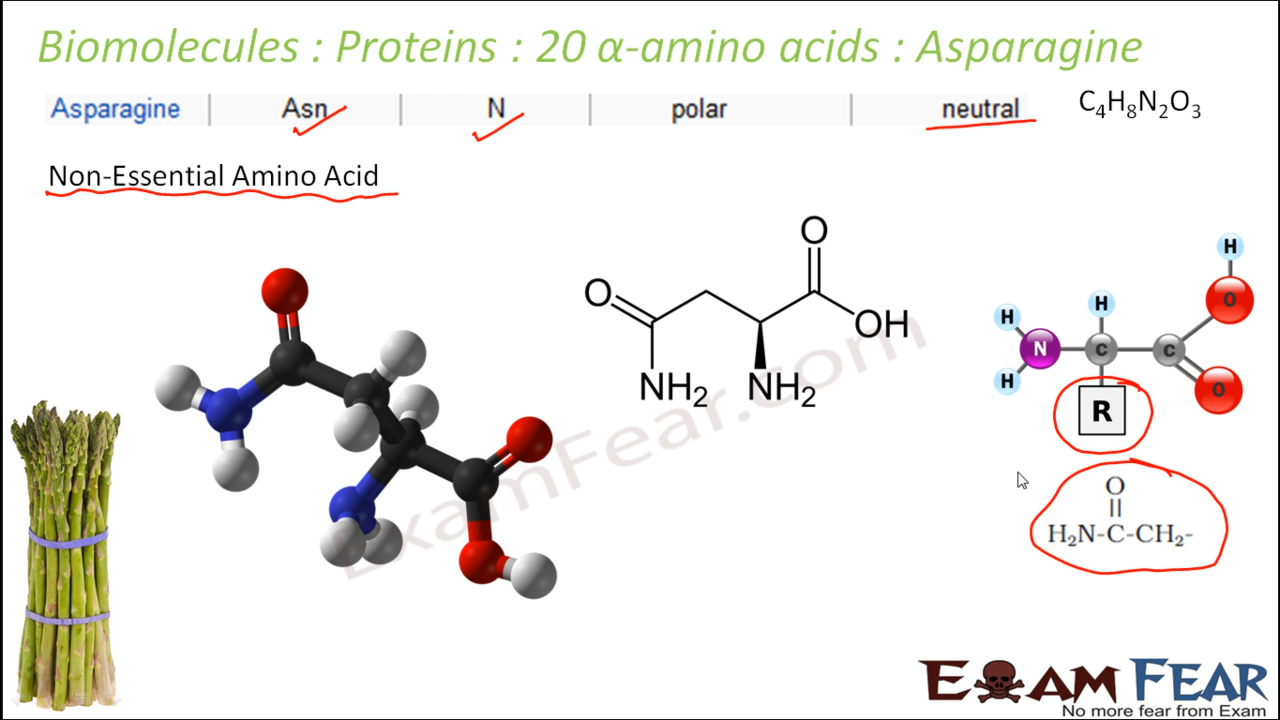 Biomolecules : Proteins : 20 α-amino acids : Asparagine
Asparagine Asn N polar neutral C₄H₈N₂O₃
Non-Essential Amino Acid
O
O
OH
NH₂ NH₂
H
O
H
H
N C C
H
O
R
O
H₂N-C-CH₂-
ExamFear.com
EXAM FEAR
No more fear from Exam